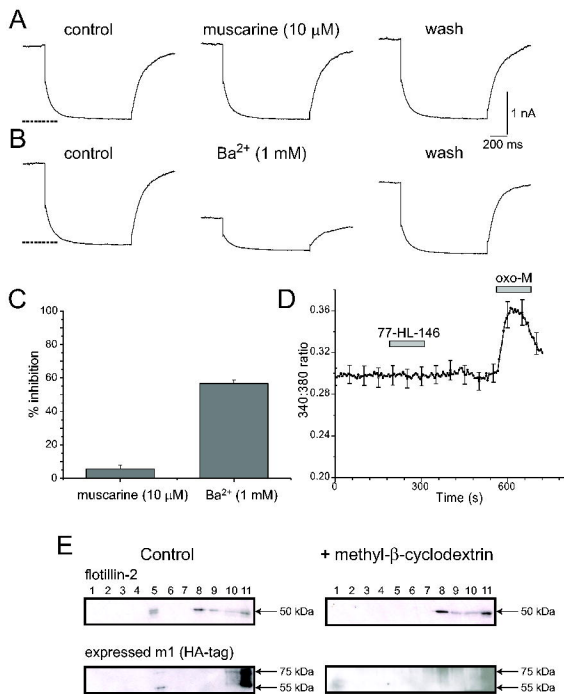 A
control muscarine (10 μM) wash
1 nA
200 ms
B
control Ba²⁺ (1 mM) wash
C
% inhibition
100
80
60
40
20
0
muscarine (10 μM) Ba²⁺ (1 mM)
D
340:380 ratio
0.36
0.32
0.28
0.24
0.20
77-HL-146
oxo-M
0 300 600
Time (s)
E
Control + methyl-β-cyclodextrin
flotillin-2
1 2 3 4 5 6 7 8 9 10 11 1 2 3 4 5 6 7 8 9 10 11
50 kDa 50 kDa
expressed m1 (HA-tag)
75 kDa 75 kDa
55 kDa 55 kDa